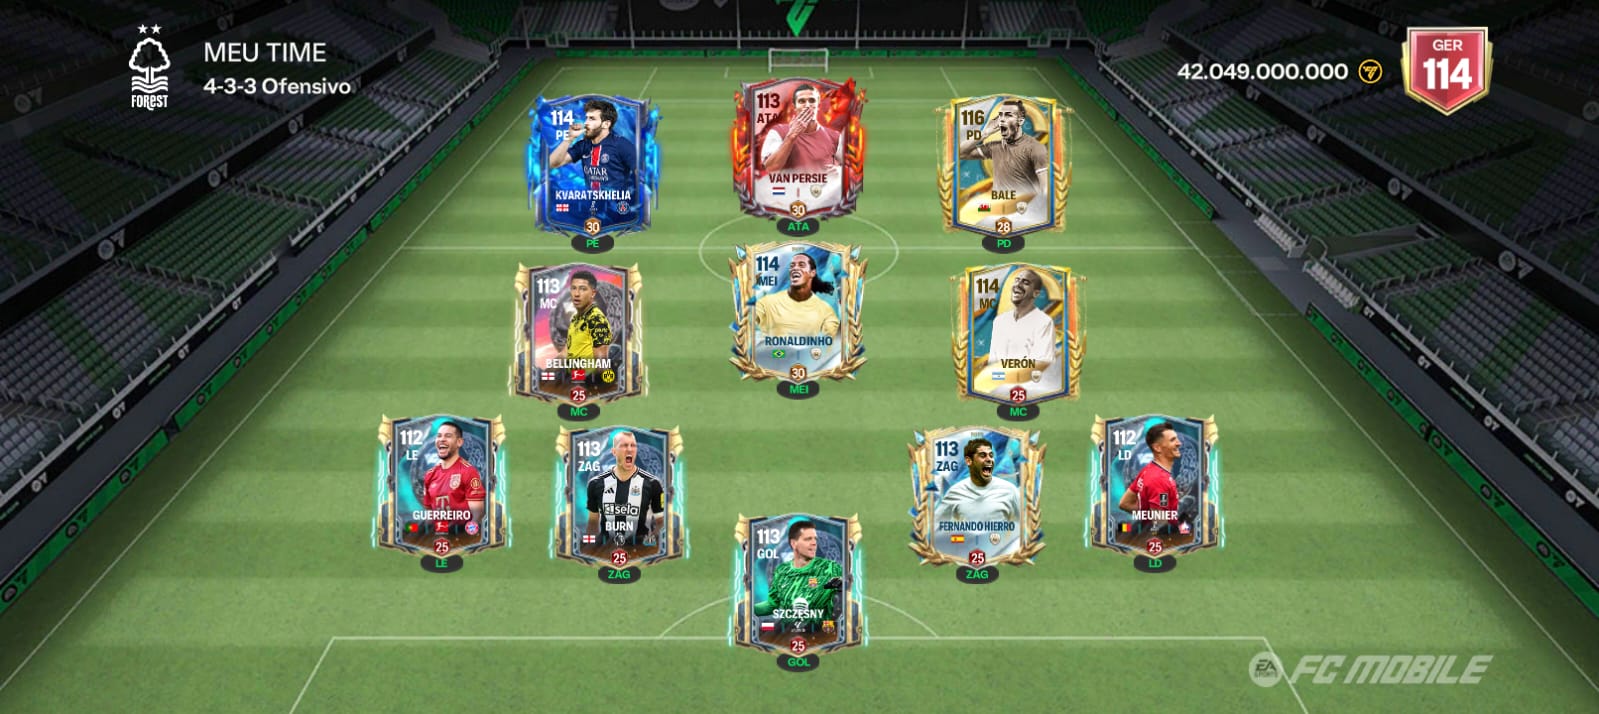 MEU TIME
4-3-3 Ofensivo
FOREST
42.049.000.000
GER
114
114
PE
KVARATSKHELIA
30
PE
113
ATA
VAN PERSIE
30
ATA
116
PD
BALE
28
PD
113
MC
BELLINGHAM
25
MC
114
MEI
RONALDINHO
30
MEI
114
MC
VERÓN
25
MC
112
LE
GUERREIRO
25
LE
113
ZAG
sela
BURN
25
ZAG
113
GOL
SZCZĘSNY
25
GOL
113
ZAG
FERNANDO HIERRO
25
ZAG
112
LD
MEUNIER
25
LD
EA SPORTS FC MOBILE